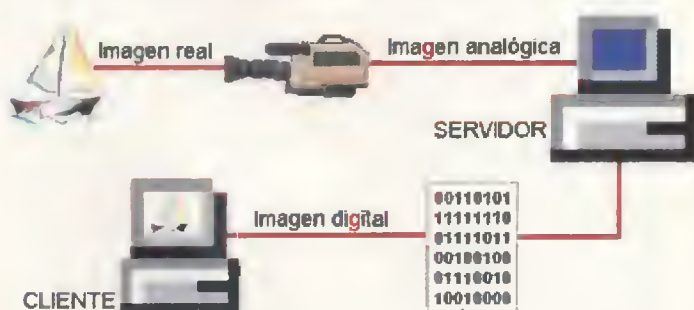 Imagen real
Imagen analógica
SERVIDOR
Imagen digital
00110101
11111110
01111011
00100100
01110010
10010000
CLIENTE